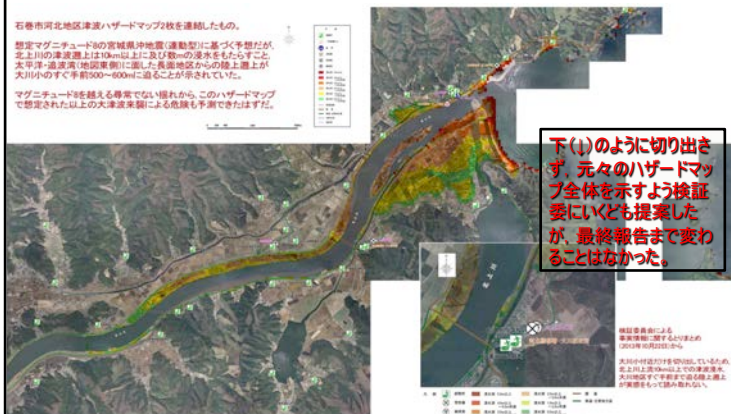 石巻市河北地区津波ハザードマップ2枚を連結したもの。
想定マグニチュード8の宮城県沖地震(連動型)に基づく予想だが、
北上川の津波遡上は10km以上に及び数mの浸水をもたらすこと、
太平洋・追波湾(地図東側)に面した長面地区からの陸上遡上が
大川小のすぐ手前500~600mに迫ることが示されていた。
マグニチュード8を越える尋常でない揺れから、このハザードマップ
で想定された以上の大津波来襲による危険も予測できたはずだ。
下(↓)のように切り出さ
ず、元々のハザードマッ
プ全体を示すよう検証
委にいくども提案した
が、最終報告まで変わ
ることはなかった。
北上川
検証委員会による
事実情報に関するとりまとめ
(2013年10月22日)から
大川小付近だけを切り出しているため、
北上川上流10km以上での津波浸水、
大川地区すぐ手前まで迫る陸上遡上
が実感をもって読み取れない。